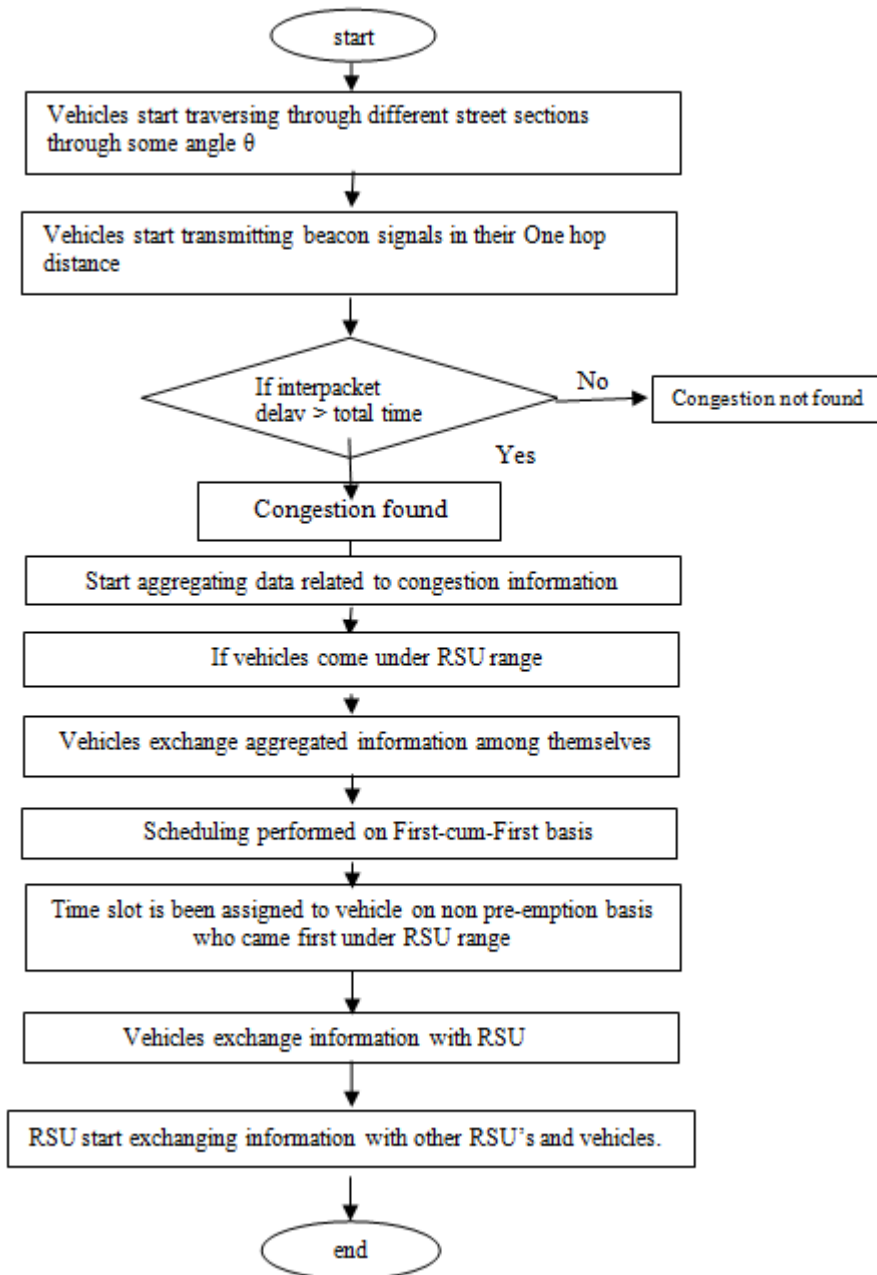 start
Vehicles start traversing through different street sections
through some angle θ
Vehicles start transmitting beacon signals in their One hop
distance
If interpacket
delav > total time
No
Congestion not found
Yes
Congestion found
Start aggregating data related to congestion information
If vehicles come under RSU range
Vehicles exchange aggregated information among themselves
Scheduling performed on First-cum-First basis
Time slot is been assigned to vehicle on non pre-emption basis
who came first under RSU range
Vehicles exchange information with RSU
RSU start exchanging information with other RSU’s and vehicles.
end